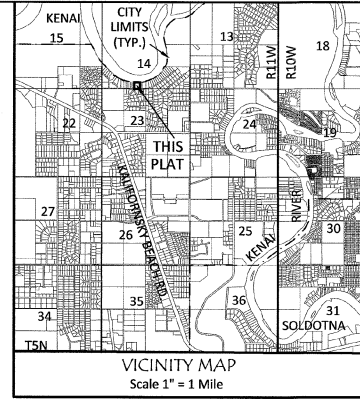 KENAI
CITY
LIMITS
(TYP.)
15
14
13
R11W
R10W
18
22
23
24
19
THIS
PLAT
KALIFORNSKY BEACH RD.
27
26
25
KENAI
RIVER
30
34
35
36
31
SOLDOTNA
T5N
VICINITY MAP
Scale 1" = 1 Mile